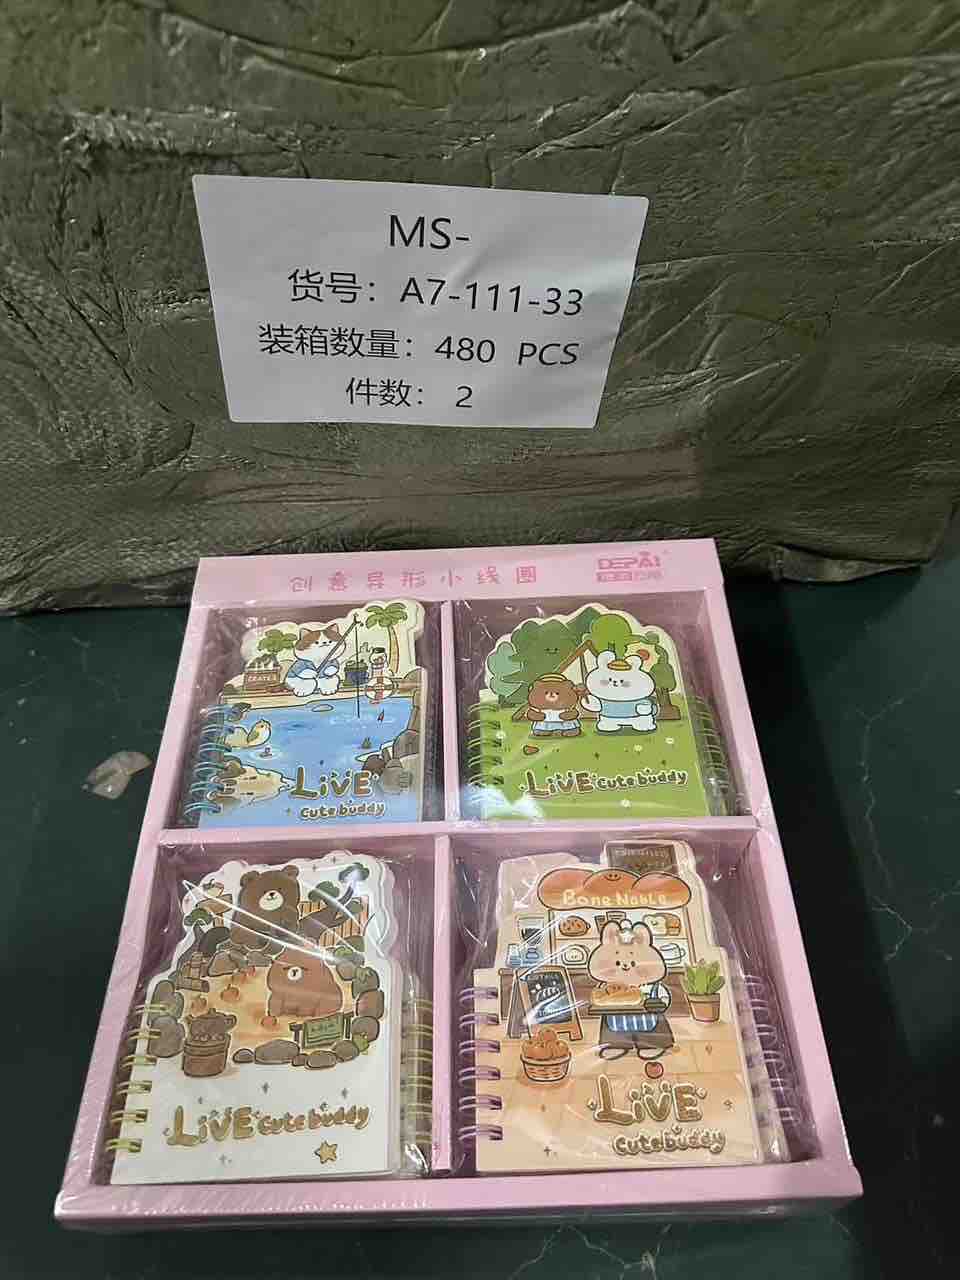 MS-
货号：A7-111-33
装箱数量：480 PCS
件数：2
创意异形小线圈
DEPAI
CRATES
LiVE
Cute buddy
LiVE Cute buddy
LiVE Cute buddy
Bone Noble
LiVE
Cute buddy